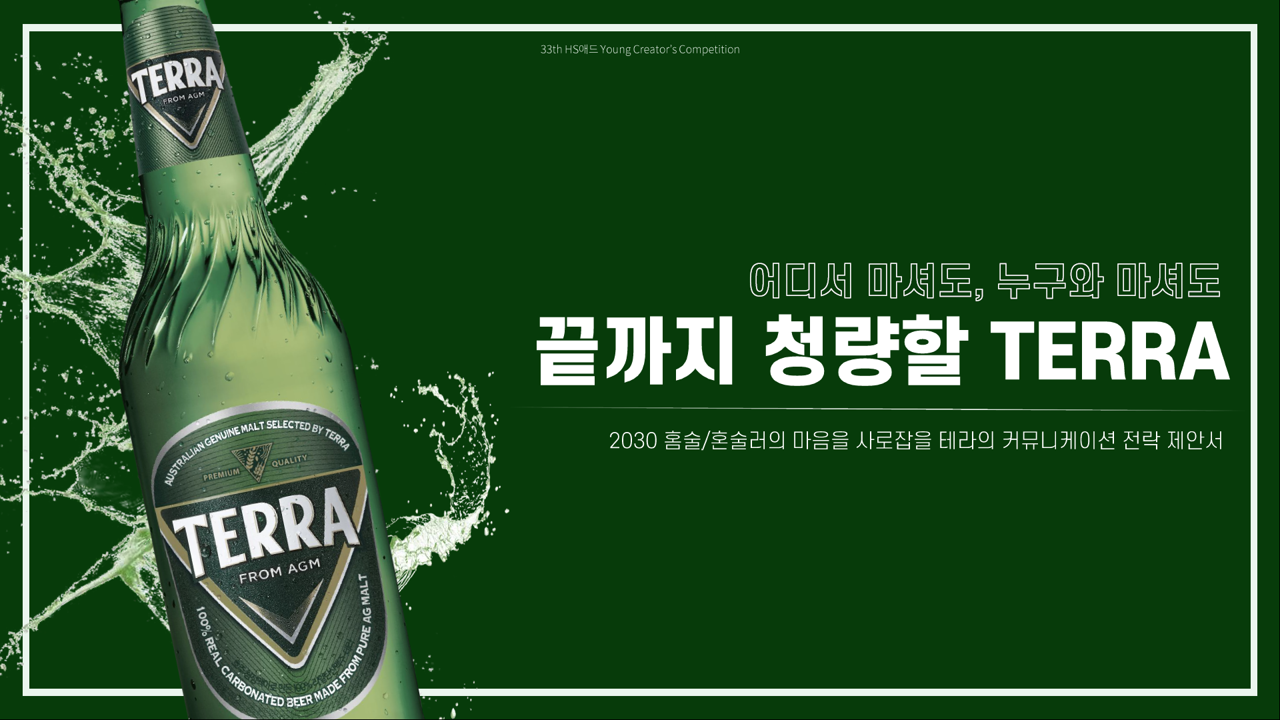 33th HS애드 Young Creator's Competition
어디서 마셔도, 누구와 마셔도
끝까지 청량할 TERRA
2030 홈술/혼술러의 마음을 사로잡을 테라의 커뮤니케이션 전략 제안서
TERRA
FROM AGM
AUSTRALIAN GENUINE MALT SELECTED BY TERRA
PREMIUM QUALITY
TERRA
FROM AGM
100% REAL CARBONATED BEER MADE FROM PURE AG MALT